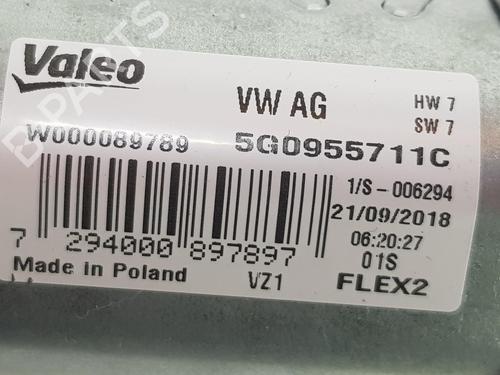 Valeo
VW AG
HW 7
SW 7
W000089789
5G0955711C
1/S-006294
21/09/2018
7 294000 897897
06:20:27
01S
Made in Poland
VZ1
FLEX2
B-PARTS